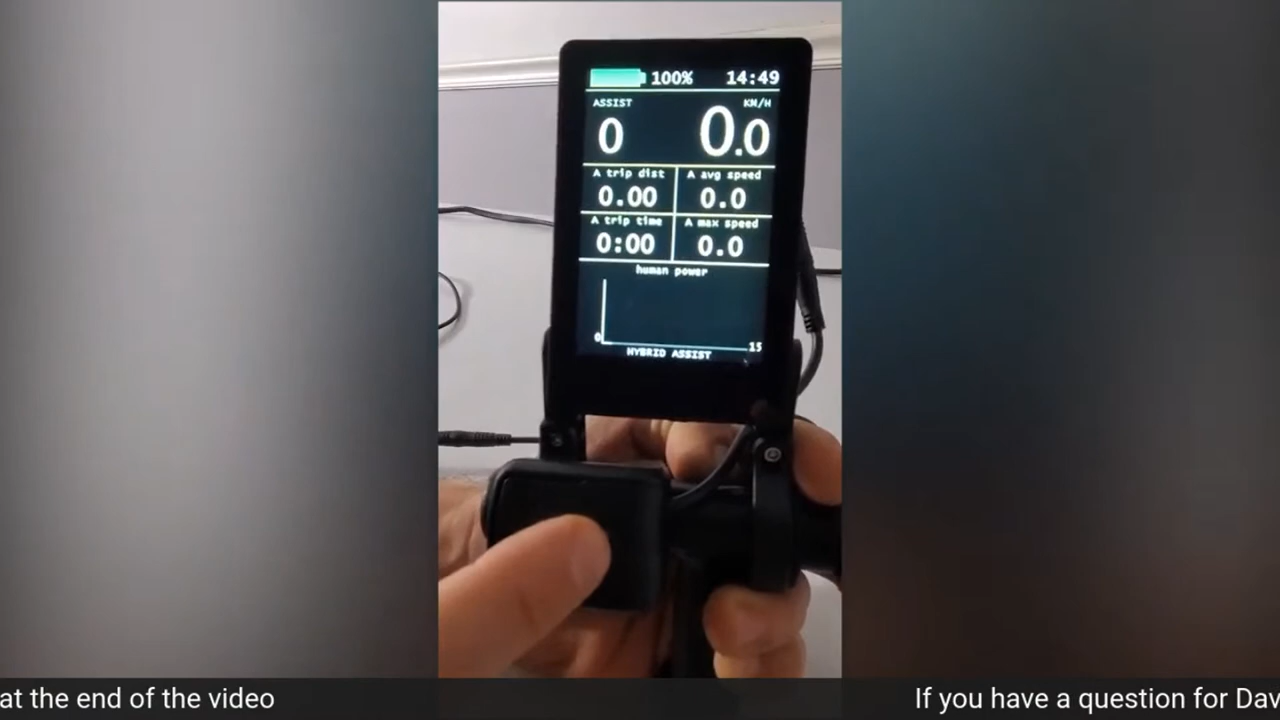 100% 14:49
ASSIST KM/H
0 0.0
A trip dist A avg speed
0.00 0.0
A trip time A max speed
0:00 0.0
human power
0 15
HYBRID ASSIST
at the end of the video If you have a question for Dav